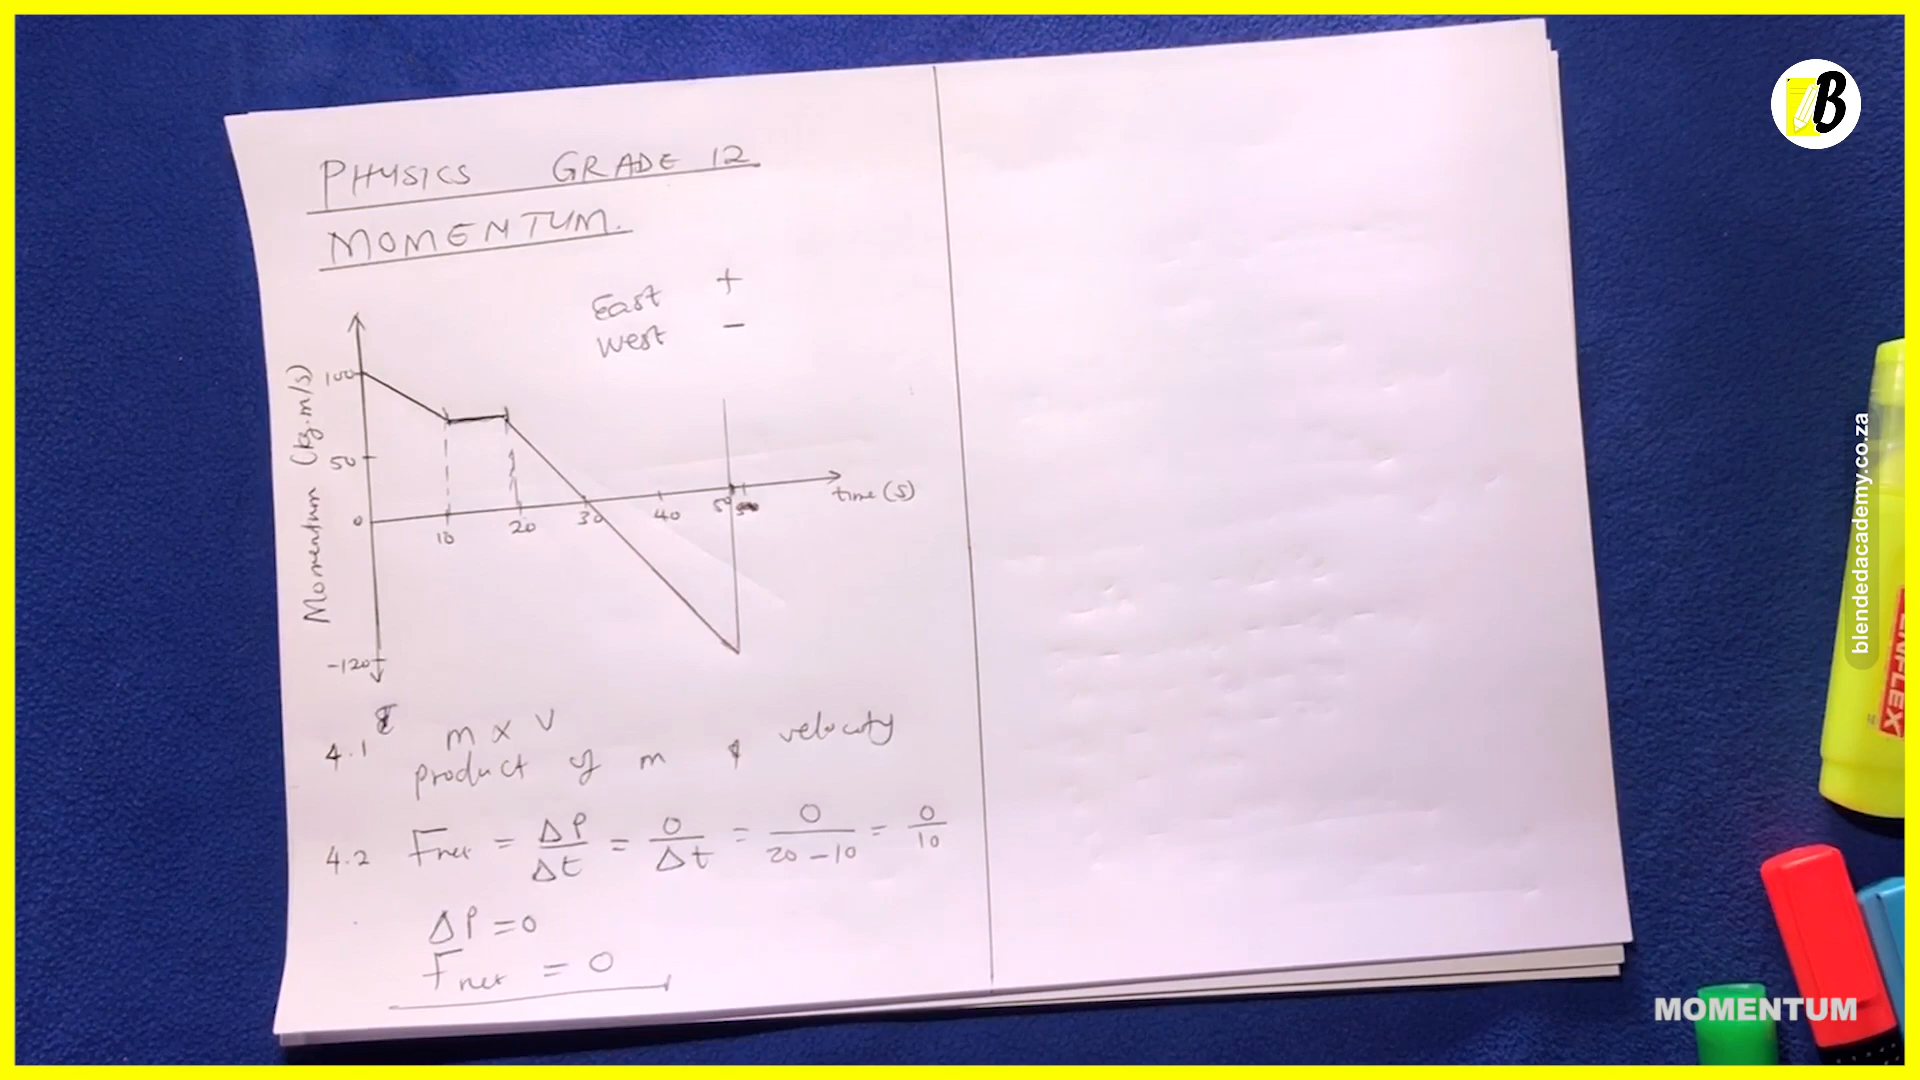 PHYSICS GRADE 12
MOMENTUM.
East +
West −
Momentum (kg.m/s)
100
50
0
-120
10
20
30
40
50
time (s)
4.1 m x v
product of m & velocity
4.2 Fnet = ΔP/Δt = 0/Δt = 0/20-10 = 0/10
ΔP = 0
Fnet = 0
B
blendedacademy.co.za
ENFLEX
MOMENTUM